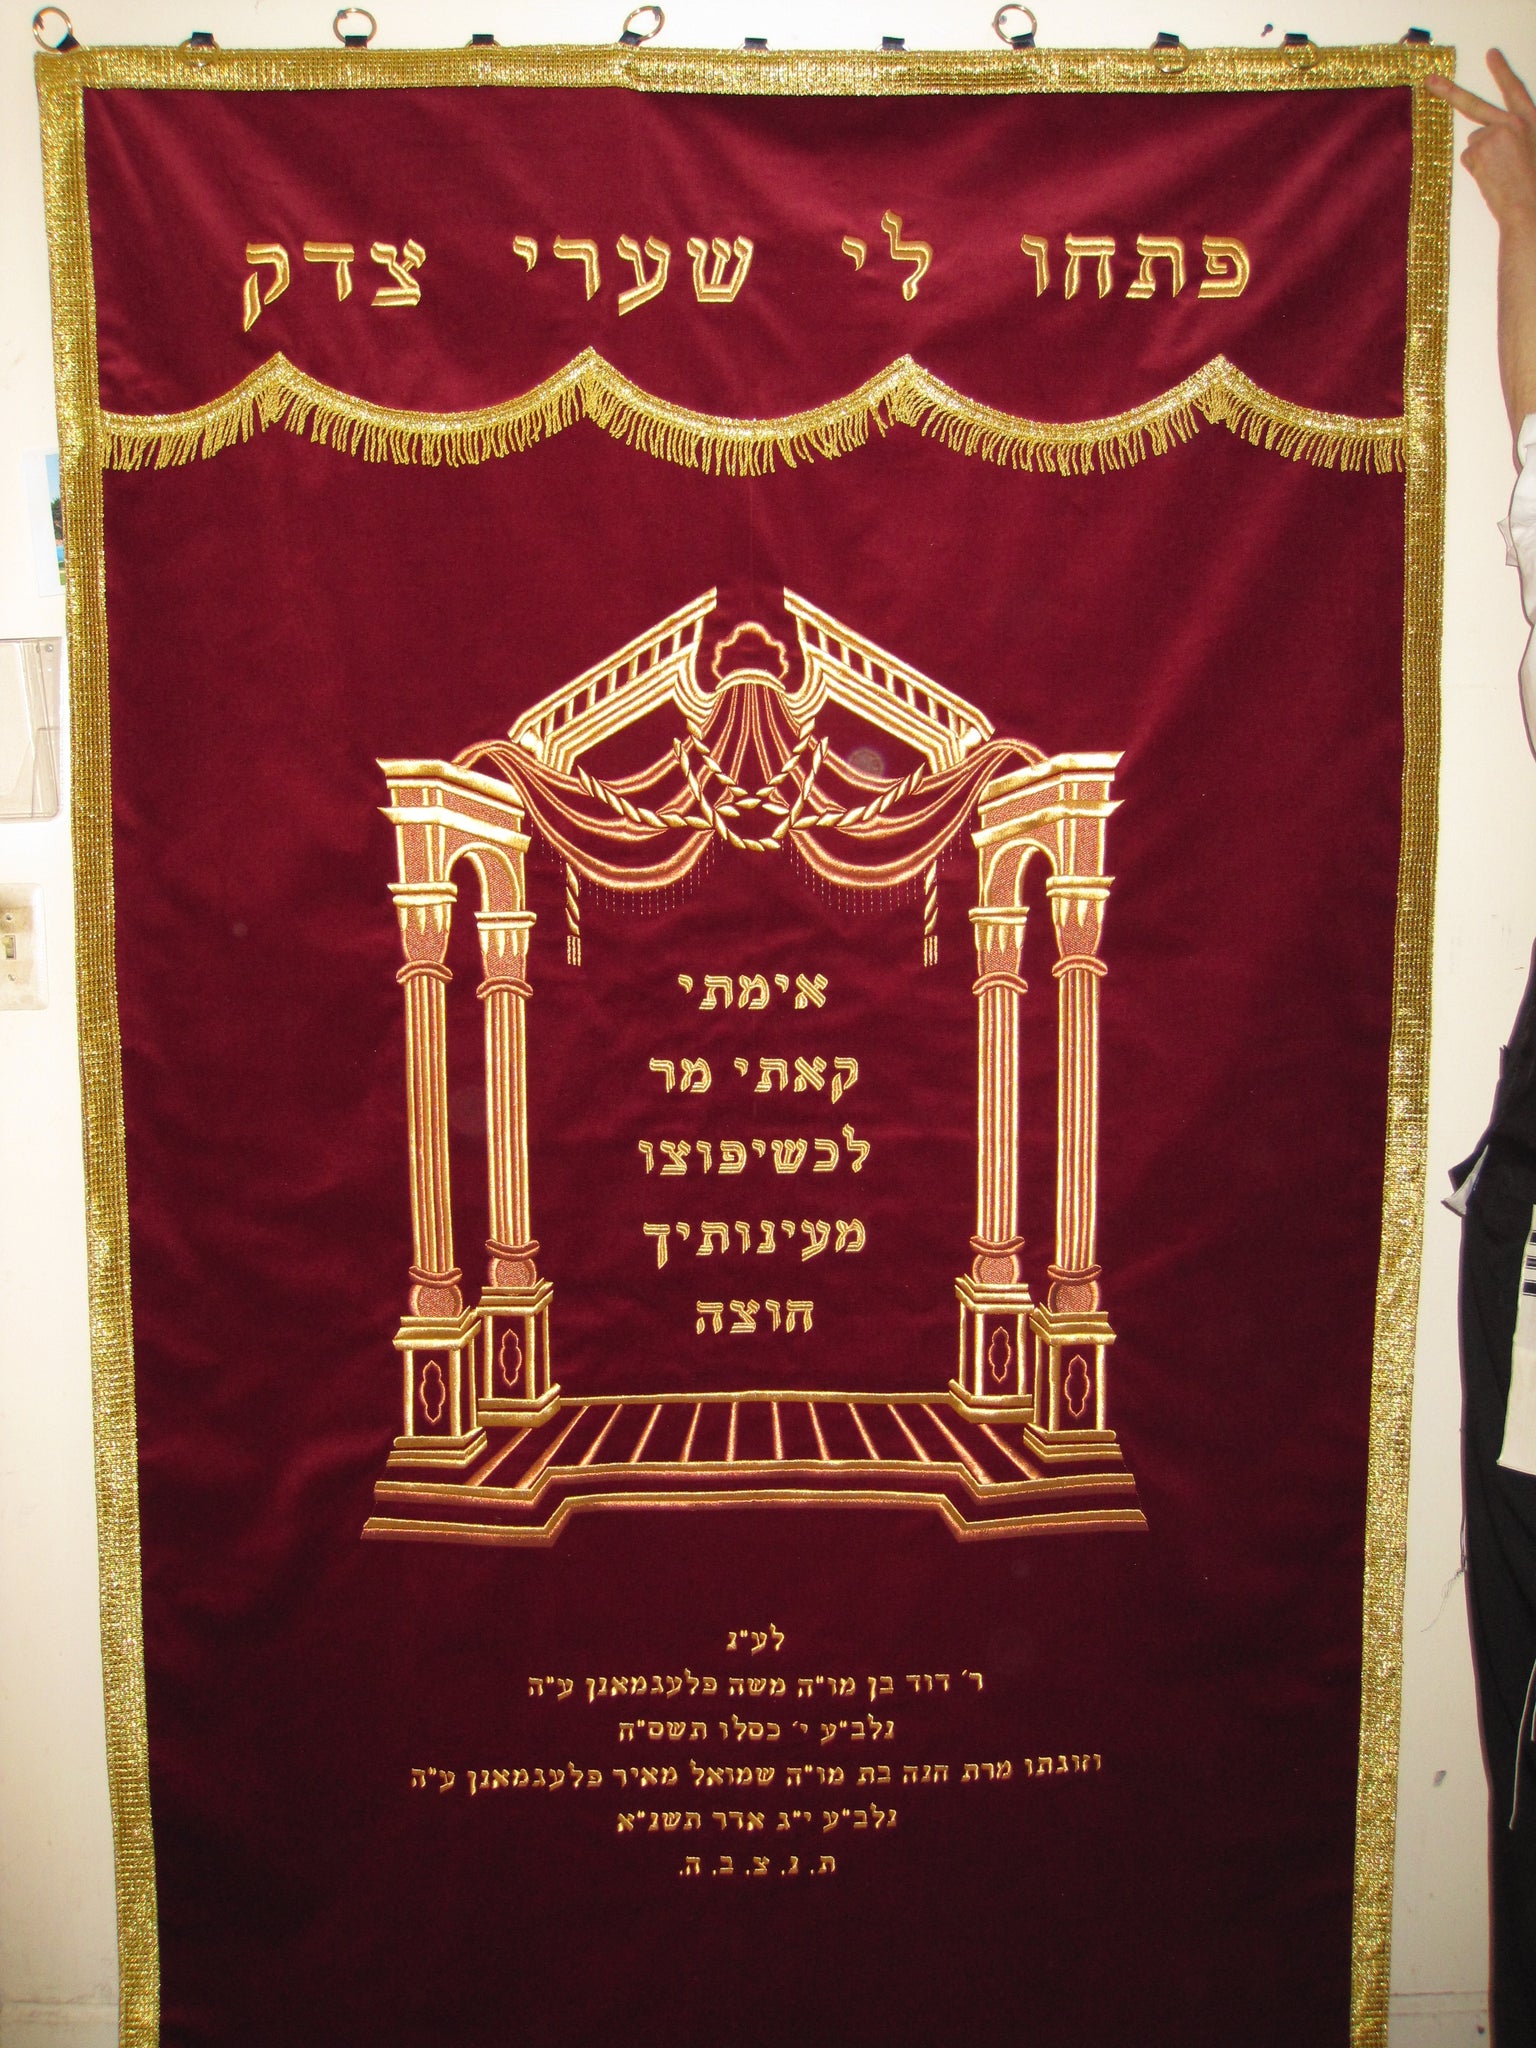 פתחו לי שערי צדק
אימתי
קאתי מר
לכשיפוצו
מעינותיך
חוצה
לע"נ
ר' דוד בן מו"ה משה פלעגמאנן ע"ה
נלב"ע י' כסלו תשס"ה
וזוגתו מרת חנה בת מו"ה שמואל מאיר פלעגמאנן ע"ה
נלב"ע י"ג אדר תשנ"א
ת. נ. צ. ב. ה.